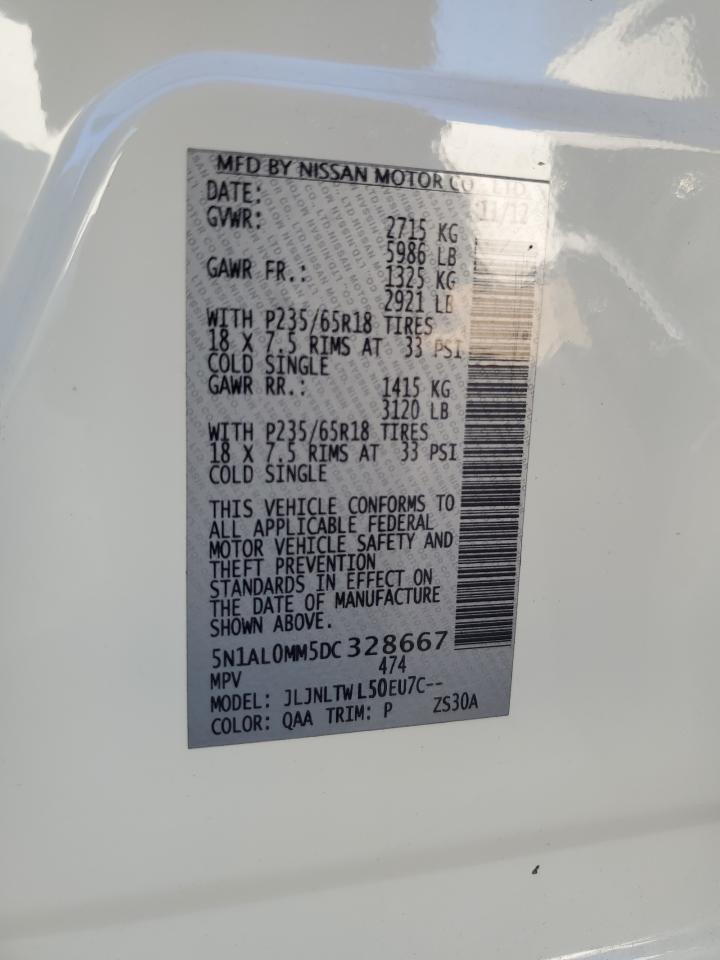 MFD BY NISSAN MOTOR CO., LTD.
DATE: 11/12
GVWR: 2715 KG
5986 LB
GAWR FR.: 1325 KG
2921 LB
WITH P235/65R18 TIRES
18 X 7.5 RIMS AT 33 PSI
COLD SINGLE
GAWR RR.: 1415 KG
3120 LB
WITH P235/65R18 TIRES
18 X 7.5 RIMS AT 33 PSI
COLD SINGLE
THIS VEHICLE CONFORMS TO
ALL APPLICABLE FEDERAL
MOTOR VEHICLE SAFETY AND
THEFT PREVENTION
STANDARDS IN EFFECT ON
THE DATE OF MANUFACTURE
SHOWN ABOVE.
5N1AL0MM5DC328667
MPV 474
MODEL: JLJNLTWL50EU7C--
COLOR: QAA TRIM: P ZS30A